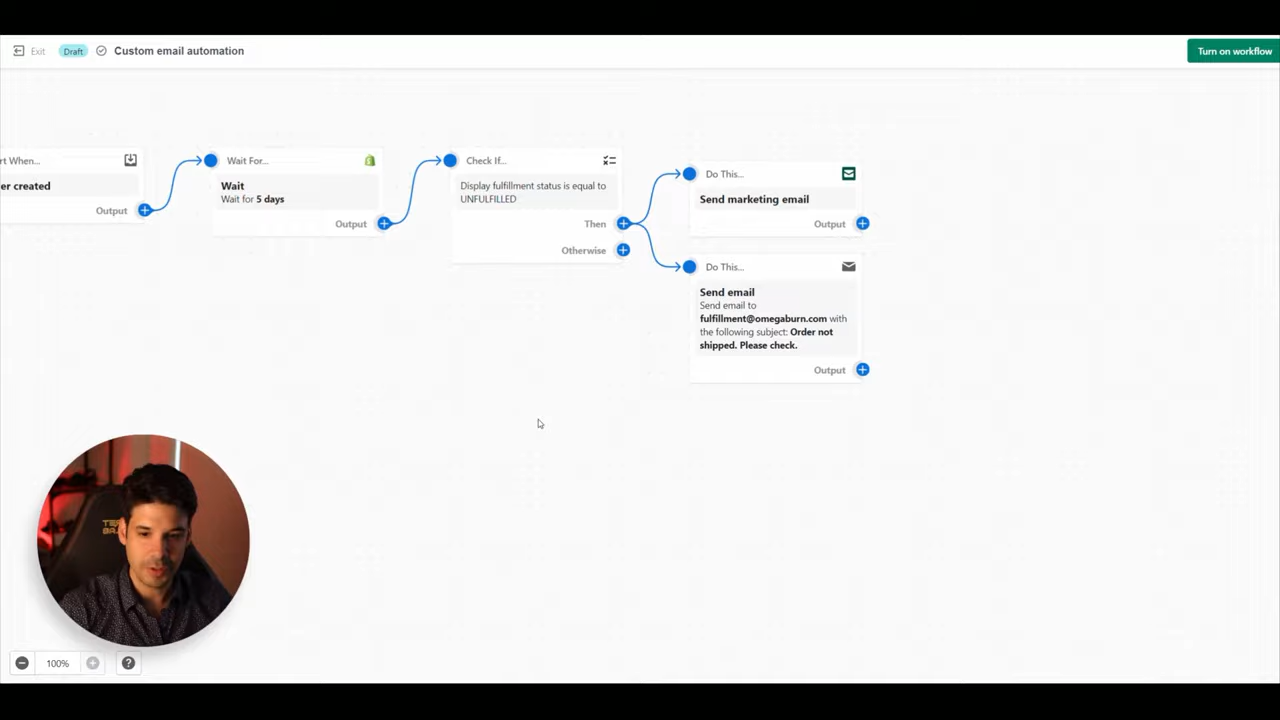 Exit Draft Custom email automation
Turn on workflow
rt When...
er created
Output
Wait For...
Wait
Wait for 5 days
Output
Check If...
Display fulfillment status is equal to
UNFULFILLED
Then
Otherwise
Do This...
Send marketing email
Output
Do This...
Send email
Send email to
fulfillment@omegaburn.com with
the following subject: Order not
shipped. Please check.
Output
100%